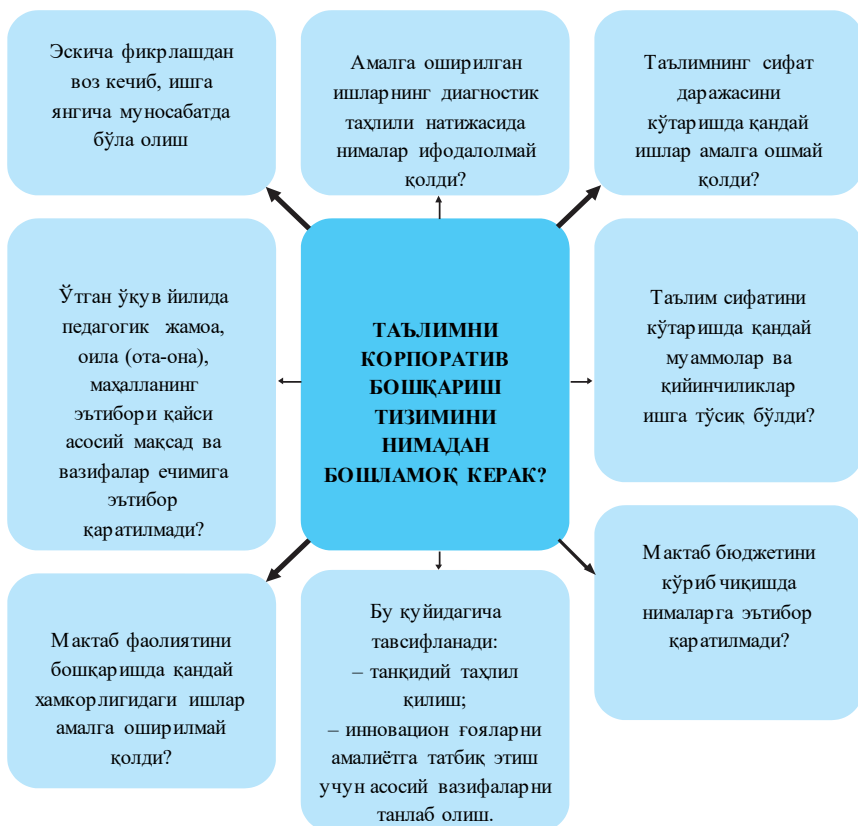 Эскича фикрлашдан
воз кечиб, ишга
янгича муносабатда
бўла олиш
Амалга оширилган
ишларнинг диагностик
таҳлили натижасида
нималар ифодалолмай
қолди?
Таълимнинг сифат
даражасини
кўтаришда қандай
ишлар амалга ошмай
қолди?
Ўтган ўқув йилида
педагогик жамоа,
оила (ота-она),
маҳалланинг
эътибори қайси
асосий мақсад ва
вазифалар ечимига
эътибор
қаратилмади?
ТАЪЛИМНИ
КОРПОРАТИВ
БОШҚАРИШ
ТИЗИМИНИ
НИМАДАН
БОШЛАМОҚ КЕРАК?
Таълим сифатини
кўтаришда қандай
муаммолар ва
қийинчиликлар
ишга тўсиқ бўлди?
Мактаб фаолиятини
бошқаришда қандай
хамкорлигидаги ишлар
амалга оширилмай
қолди?
Бу қуйидагича
тавсифланади:
– танқидий таҳлил
қилиш;
– инновацион ғояларни
амалиётга татбиқ этиш
учун асосий вазифаларни
танлаб олиш.
Мактаб бюджетини
кўриб чиқишда
нималарга эътибор
қаратилмади?